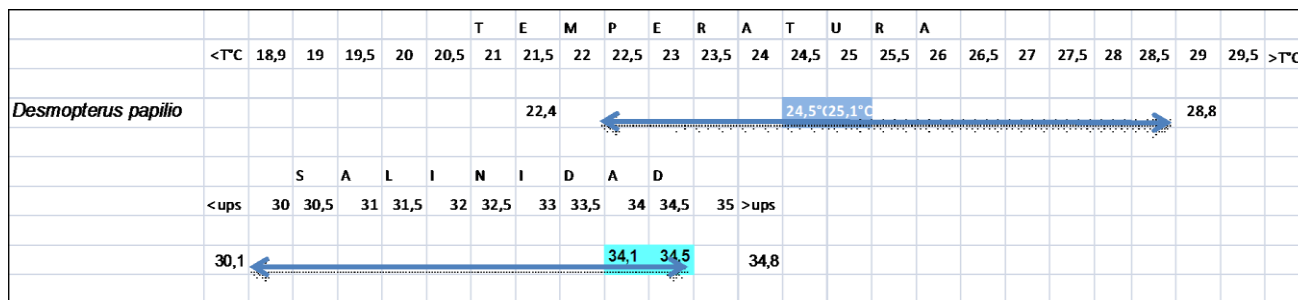 T E M P E R A T U R A
<T°C 18,9 19 19,5 20 20,5 21 21,5 22 22,5 23 23,5 24 24,5 25 25,5 26 26,5 27 27,5 28 28,5 29 29,5 >T°C
Desmopterus papilio 22,4 24,5°C 25,1°C 28,8
S A L I N I D A D
<ups 30 30,5 31 31,5 32 32,5 33 33,5 34 34,5 35 >ups
30,1 34,1 34,5 34,8